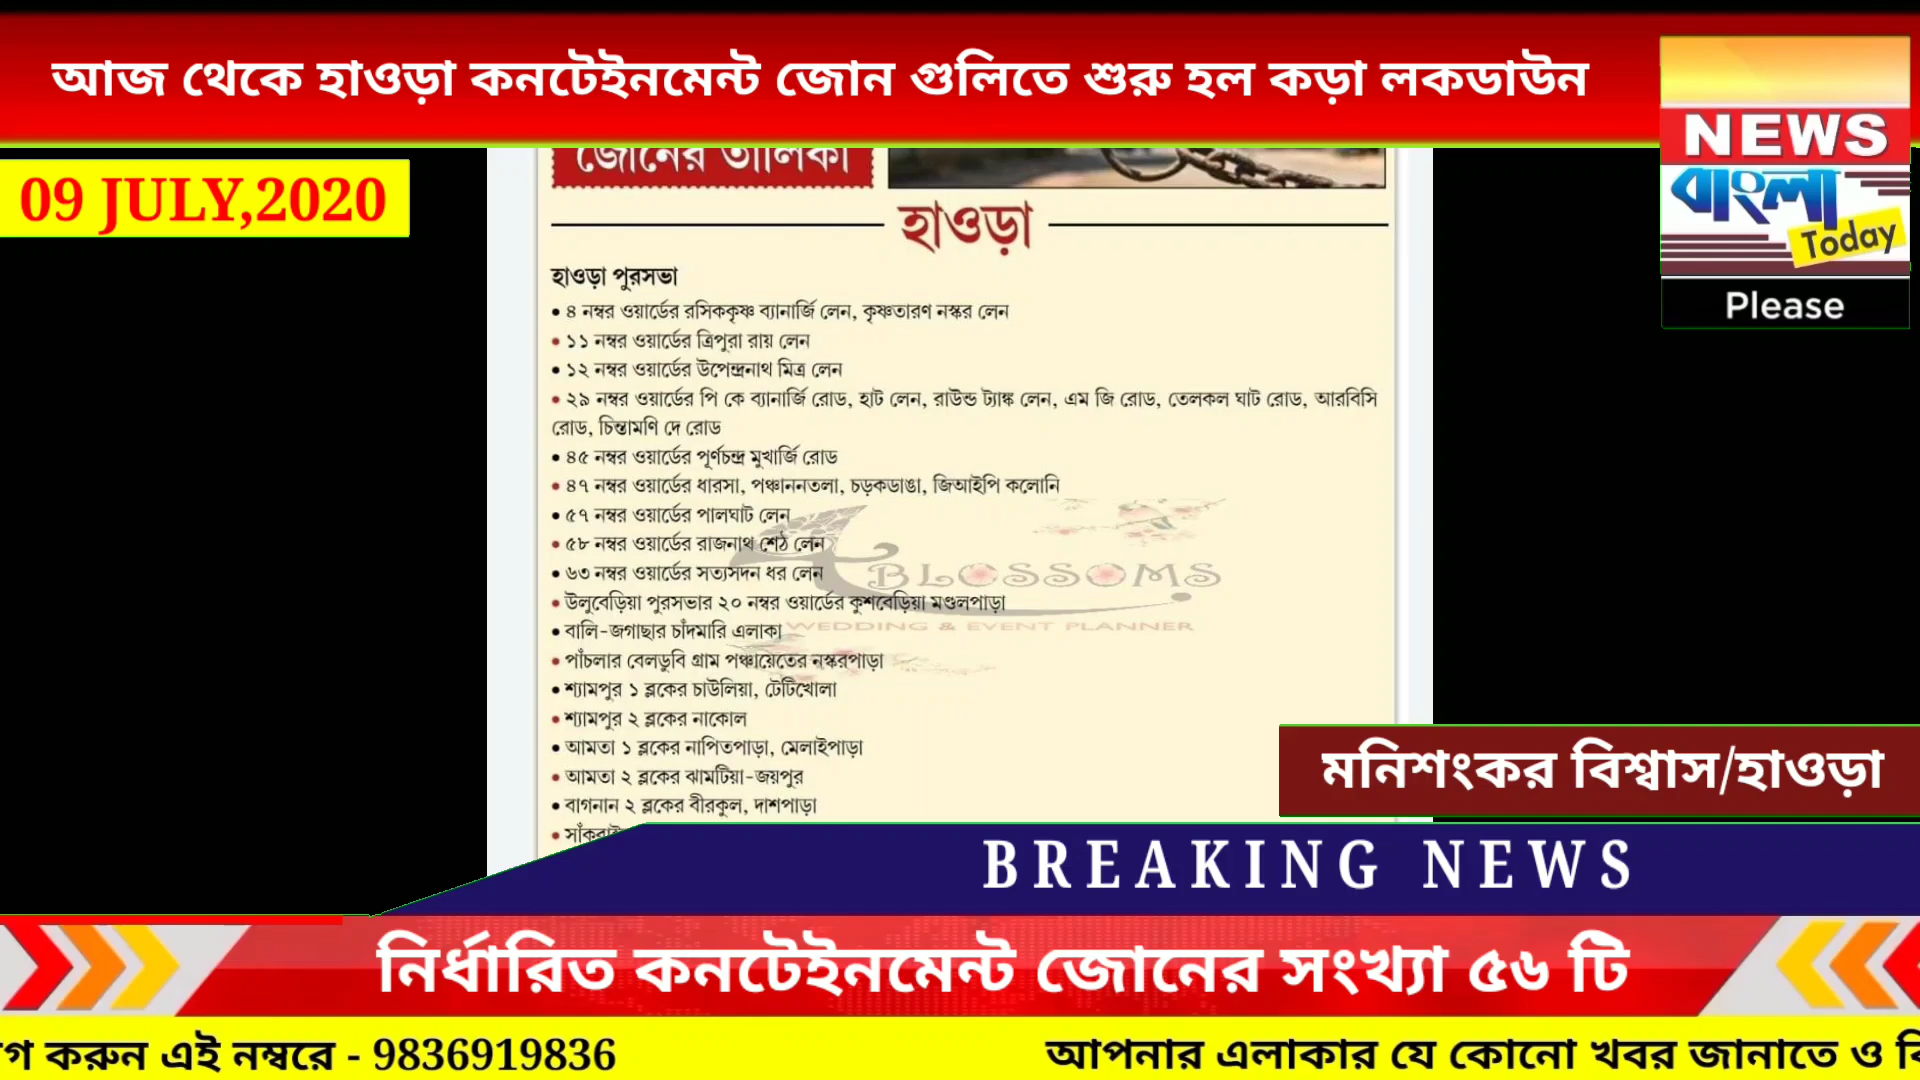 আজ থেকে হাওড়া কনটেইনমেন্ট জোন গুলিতে শুরু হল কড়া লকডাউন
NEWS
বাংলা
Today
Please
09 JULY,2020
জোনের তালিকা
হাওড়া
হাওড়া পুরসভা
• ৪ নম্বর ওয়ার্ডের রসিককৃষ্ণ ব্যানার্জি লেন, কৃষ্ণতারণ নস্কর লেন
• ১১ নম্বর ওয়ার্ডের ত্রিপুরা রায় লেন
• ১২ নম্বর ওয়ার্ডের উপেন্দ্রনাথ মিত্র লেন
• ২৯ নম্বর ওয়ার্ডের পি কে ব্যানার্জি রোড, হাট লেন, রাউন্ড ট্যাঙ্ক লেন, এম জি রোড, তেলকল ঘাট রোড, আরবিসি
রোড, চিন্তামণি দে রোড
• ৪৫ নম্বর ওয়ার্ডের পূর্ণচন্দ্র মুখার্জি রোড
• ৪৭ নম্বর ওয়ার্ডের ধারসা, পঞ্চাননতলা, চড়কডাঙা, জিআইপি কলোনি
• ৫৭ নম্বর ওয়ার্ডের পালঘাট লেন
• ৫৮ নম্বর ওয়ার্ডের রাজনাথ শেঠ লেন
• ৬৩ নম্বর ওয়ার্ডের সত্যসদন ধর লেন
• উলুবেড়িয়া পুরসভার ২০ নম্বর ওয়ার্ডের কুশবেড়িয়া মণ্ডলপাড়া
• বালি-জগাছার চাঁদমারি এলাকা
• পাঁচলার বেলডুবি গ্রাম পঞ্চায়েতের নস্করপাড়া
• শ্যামপুর ১ ব্লকের চাউলিয়া, টেটিখোলা
• শ্যামপুর ২ ব্লকের নাকোল
• আমতা ১ ব্লকের নাপিতপাড়া, মেলাইপাড়া
• আমতা ২ ব্লকের ঝামটিয়া-জয়পুর
• বাগনান ২ ব্লকের বীরকুল, দাশপাড়া
BLOSSOMS
WEDDING & EVENT PLANNER
মনিশংকর বিশ্বাস/হাওড়া
BREAKING NEWS
নির্ধারিত কনটেইনমেন্ট জোনের সংখ্যা ৫৬ টি
গ করুন এই নম্বরে - 9836919836 আপনার এলাকার যে কোনো খবর জানাতে ও